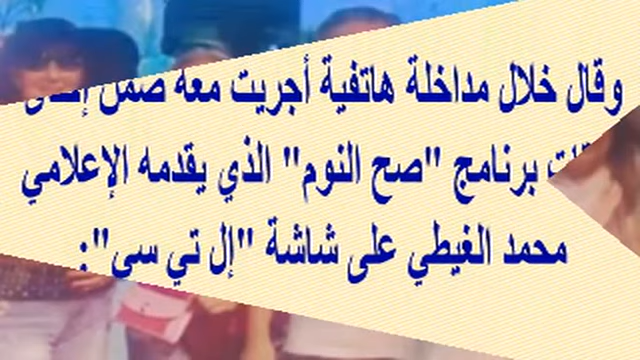 وقال خلال مداخلة هاتفية أجريت معه ضمن
برنامج "صح النوم" الذي يقدمه الإعلامي
محمد الغيطي على شاشة "إل تي سي":